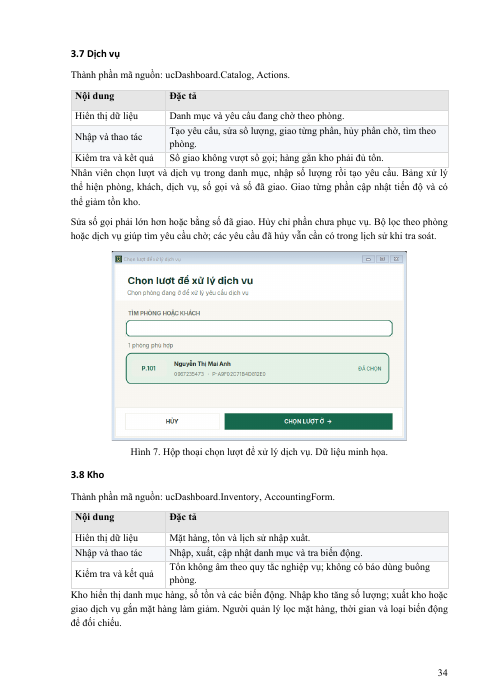 3.7 Dịch vụ
Thành phần mã nguồn: ucDashboard.Catalog, Actions.
Nội dung Đặc tả
Hiển thị dữ liệu Danh mục và yêu cầu đang chờ theo phòng.
Nhập và thao tác Tạo yêu cầu, sửa số lượng, giao từng phần, hủy phần chờ, tìm theo
phòng.
Kiểm tra và kết quả Số giao không vượt số gọi; hàng gắn kho phải đủ tồn.
Nhân viên chọn lượt và dịch vụ trong danh mục, nhập số lượng rồi tạo yêu cầu. Bảng xử lý
thể hiện phòng, khách, dịch vụ, số gọi và số đã giao. Giao từng phần cập nhật tiến độ và có
thể giảm tồn kho.
Sửa số gọi phải lớn hơn hoặc bằng số đã giao. Hủy chỉ phần chưa phục vụ. Bộ lọc theo phòng
hoặc dịch vụ giúp tìm yêu cầu chờ; các yêu cầu đã hủy vẫn cần có trong lịch sử khi tra soát.
Chọn lượt để xử lý dịch vụ
Chọn lượt để xử lý dịch vụ
Chọn phòng đang ở để xử lý yêu cầu dịch vụ
TÌM PHÒNG HOẶC KHÁCH
1 phòng phù hợp
P.101 Nguyễn Thị Mai Anh ĐÃ CHỌN
HỦY CHỌN LƯỢT Ở →
Hình 7. Hộp thoại chọn lượt để xử lý dịch vụ. Dữ liệu minh họa.
3.8 Kho
Thành phần mã nguồn: ucDashboard.Inventory, AccountingForm.
Nội dung Đặc tả
Hiển thị dữ liệu Mặt hàng, tồn và lịch sử nhập xuất.
Nhập và thao tác Nhập, xuất, cập nhật danh mục và tra biến động.
Kiểm tra và kết quả Tồn không âm theo quy tắc nghiệp vụ; không có báo dùng buồng
phòng.
Kho hiển thị danh mục hàng, số tồn và các biến động. Nhập kho tăng số lượng; xuất kho hoặc
giao dịch vụ gắn mặt hàng làm giảm. Người quản lý lọc mặt hàng, thời gian và loại biến động
để đối chiếu.
34